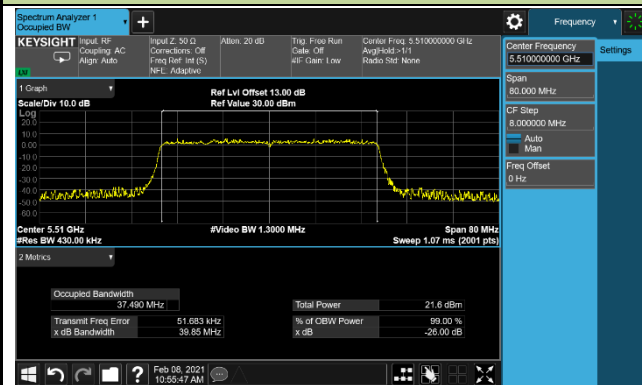 Spectrum Analyzer 1
Occupied BW
+
Frequency
KEYSIGHT
Input: RF
Coupling: AC
Align: Auto
Input Z: 50 Ω
Corrections: Off
Freq Ref: Int (S)
NFE: Adaptive
Atten: 20 dB
Trig: Free Run
Gate: Off
#IF Gain: Low
Center Freq: 5.510000000 GHz
Avg|Hold:>1/1
Radio Std: None
Center Frequency
5.510000000 GHz
Settings
Span
80.000 MHz
CF Step
8.000000 MHz
Auto
Man
Freq Offset
0 Hz
1 Graph
Scale/Div 10.0 dB
Ref Lvl Offset 13.00 dB
Ref Value 30.00 dBm
Log
20.0
10.0
0.00
-10.0
-20.0
-30.0
-40.0
-50.0
-60.0
Center 5.51 GHz
#Res BW 430.00 kHz
#Video BW 1.3000 MHz
Span 80 MHz
Sweep 1.07 ms (2001 pts)
2 Metrics
Occupied Bandwidth
37.490 MHz
Total Power 21.6 dBm
Transmit Freq Error 51.683 kHz
% of OBW Power 99.00 %
x dB Bandwidth 39.85 MHz
x dB -26.00 dB
?
Feb 08, 2021
10:55:47 AM